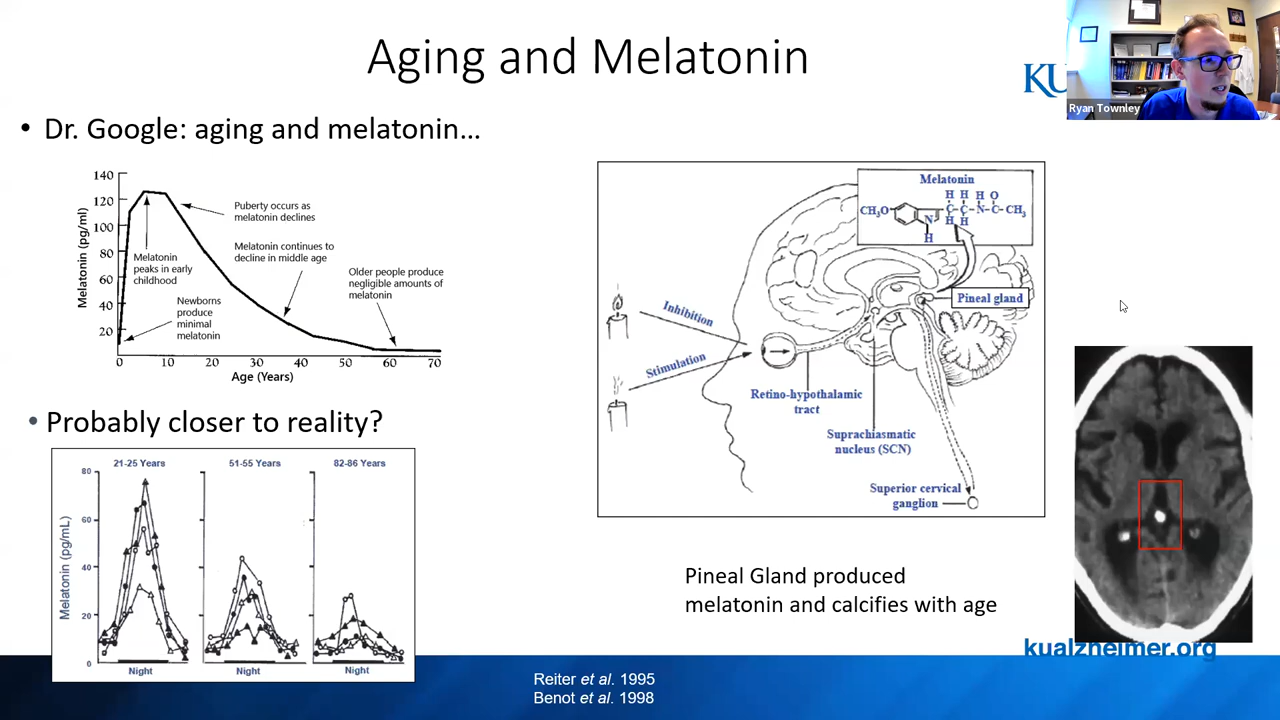 Aging and Melatonin
KU
Ryan Townley
• Dr. Google: aging and melatonin…
140
120
100
80
60
40
20
Melatonin (pg/ml)
0 10 20 30 40 50 60 70
Age (Years)
Melatonin
peaks in early
childhood
Newborns
produce
minimal
melatonin
Puberty occurs as
melatonin declines
Melatonin continues to
decline in middle age
Older people produce
negligible amounts of
melatonin
• Probably closer to reality?
21-25 Years 51-55 Years 82-86 Years
80
60
40
20
0
Melatonin (pg/mL)
Night Night Night
Melatonin
H H H O
CH₃O C-C-N-C-CH₃
N H H
H
Pineal gland
Inhibition
Stimulation
Retino-hypothalamic
tract
Suprachiasmatic
nucleus (SCN)
Superior cervical
ganglion
Pineal Gland produced
melatonin and calcifies with age
kualzheimer.org
Reiter et al. 1995
Benot et al. 1998